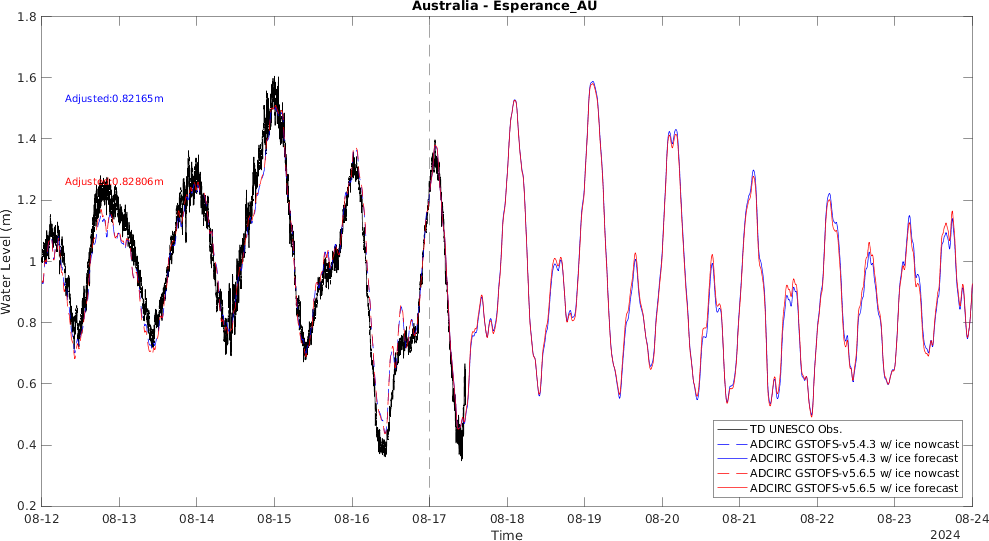 Australia - Esperance_AU
1.8
1.6
1.4
1.2
1
0.8
0.6
0.4
0.2
Water Level (m)
Adjusted:0.82165m
Adjusted:0.82806m
TD UNESCO Obs.
ADCIRC GSTOFS-v5.4.3 w/ ice nowcast
ADCIRC GSTOFS-v5.4.3 w/ ice forecast
ADCIRC GSTOFS-v5.6.5 w/ ice nowcast
ADCIRC GSTOFS-v5.6.5 w/ ice forecast
08-12 08-13 08-14 08-15 08-16 08-17 08-18 08-19 08-20 08-21 08-22 08-23 08-24
Time
2024